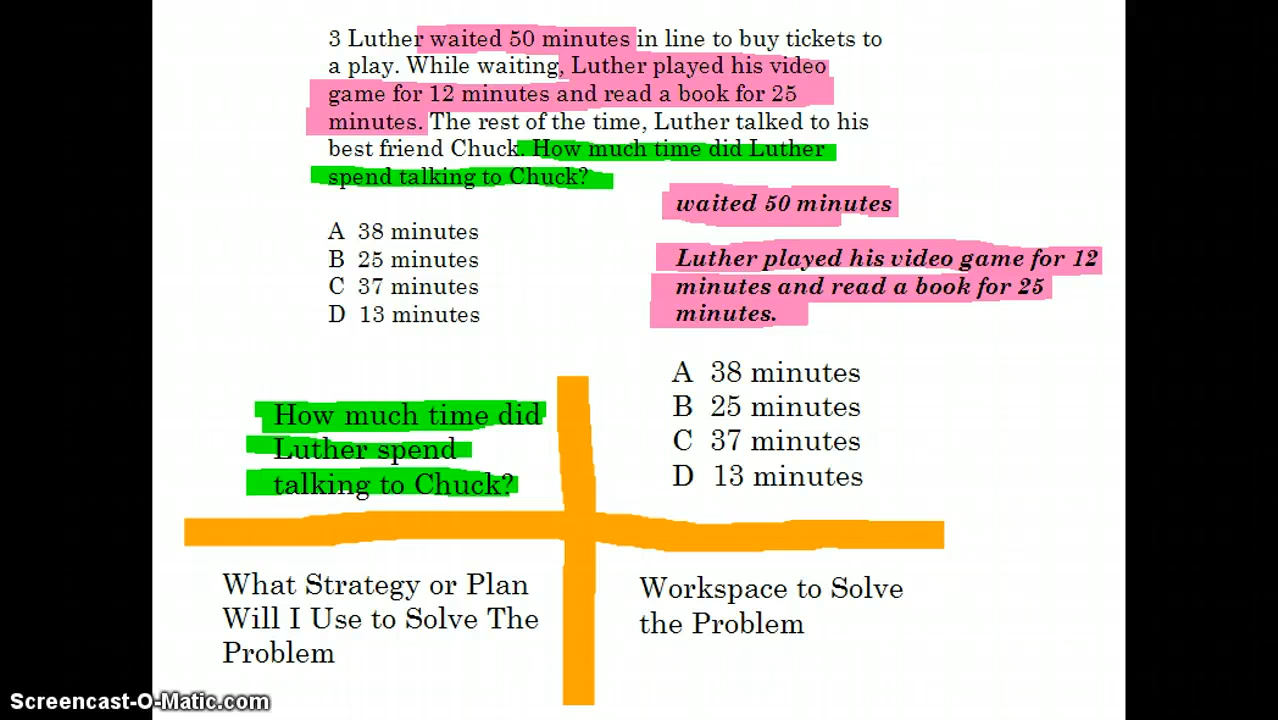 3 Luther waited 50 minutes in line to buy tickets to
a play. While waiting, Luther played his video
game for 12 minutes and read a book for 25
minutes. The rest of the time, Luther talked to his
best friend Chuck. How much time did Luther
spend talking to Chuck?
A 38 minutes
B 25 minutes
C 37 minutes
D 13 minutes
waited 50 minutes
Luther played his video game for 12
minutes and read a book for 25
minutes.
A 38 minutes
B 25 minutes
C 37 minutes
D 13 minutes
How much time did
Luther spend
talking to Chuck?
What Strategy or Plan
Will I Use to Solve The
Problem
Workspace to Solve
the Problem
Screencast-O-Matic.com